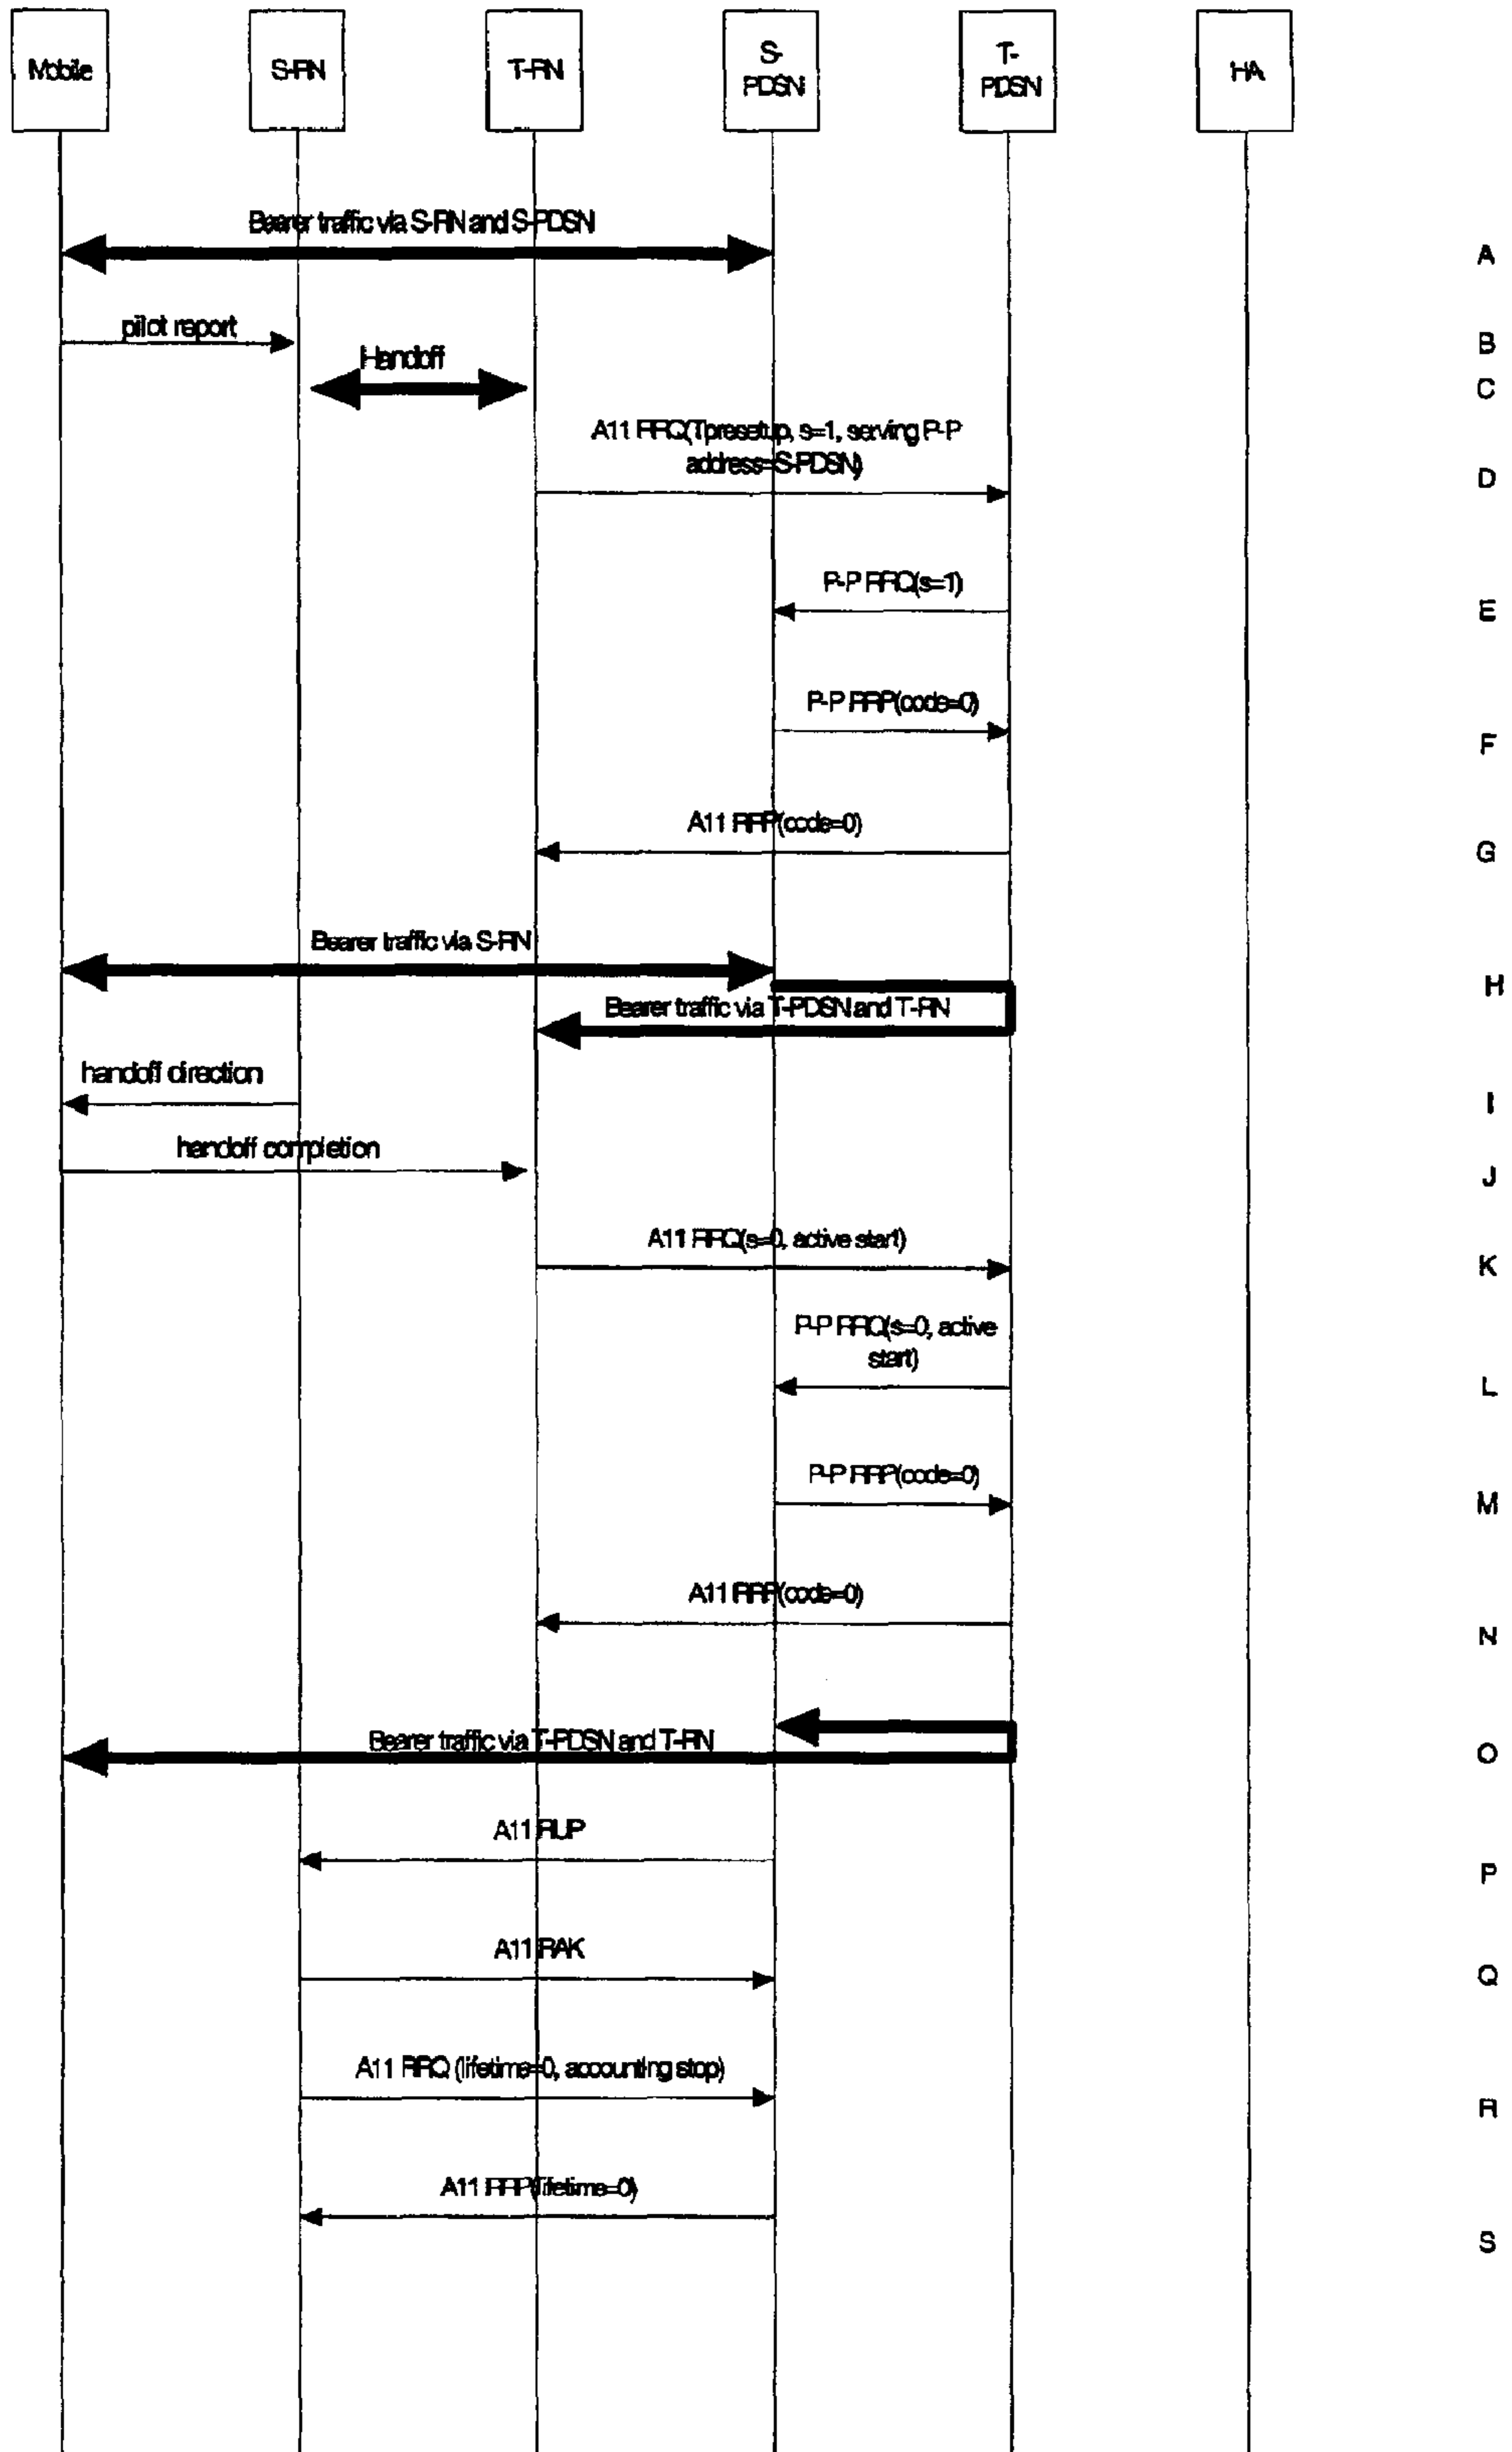 Mobile
S-RN
T-RN
S-
PDSN
T-
PDSN
HA
Bearer traffic via S-RN and S-PDSN
A
pilot report
B
Handoff
C
A11 RRQ(Tpresetup, s=1, serving P-P
address=S-PDSN)
D
P-P RRQ(s=1)
E
P-P RRP(code=0)
F
A11 RRP(code=0)
G
Bearer traffic via S-RN
H
Bearer traffic via T-PDSN and T-RN
handoff direction
I
handoff completion
J
A11 RRQ(s=0, active start)
K
P-P RRQ(s=0, active
start)
L
P-P RRP(code=0)
M
A11 RRP(code=0)
N
Bearer traffic via T-PDSN and T-RN
O
A11 RUP
P
A11 RAK
Q
A11 RRQ (lifetime=0, accounting stop)
R
A11 RRP(lifetime=0)
S